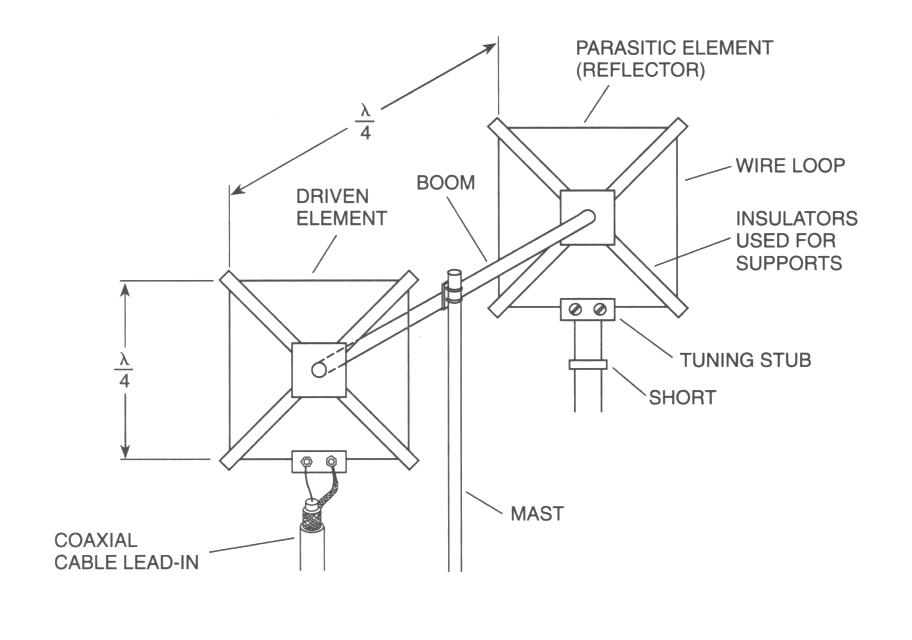 PARASITIC ELEMENT
(REFLECTOR)
λ
4
WIRE LOOP
BOOM
DRIVEN
ELEMENT
INSULATORS
USED FOR
SUPPORTS
λ
4
TUNING STUB
SHORT
MAST
COAXIAL
CABLE LEAD-IN